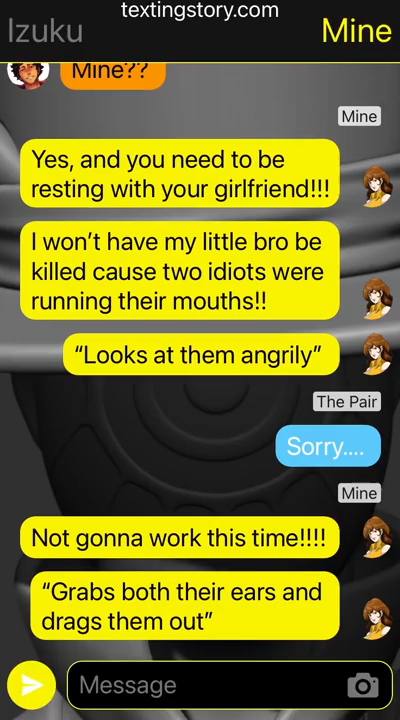 textingstory.com
Izuku
Mine
Mine??
Mine
Yes, and you need to be
resting with your girlfriend!!!
I won’t have my little bro be
killed cause two idiots were
running their mouths!!
“Looks at them angrily”
The Pair
Sorry....
Mine
Not gonna work this time!!!!
“Grabs both their ears and
drags them out”
Message